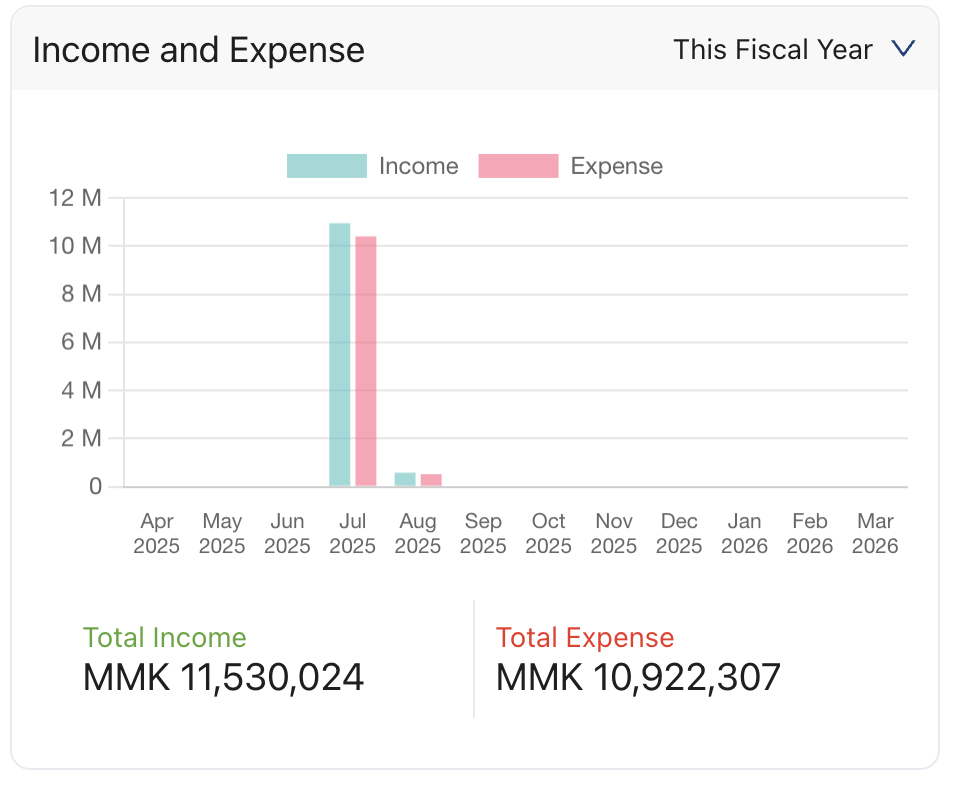 Income and Expense
This Fiscal Year
Income
Expense
12 M
10 M
8 M
6 M
4 M
2 M
0
Apr May Jun Jul Aug Sep Oct Nov Dec Jan Feb Mar
2025 2025 2025 2025 2025 2025 2025 2025 2025 2026 2026 2026
Total Income
MMK 11,530,024
Total Expense
MMK 10,922,307